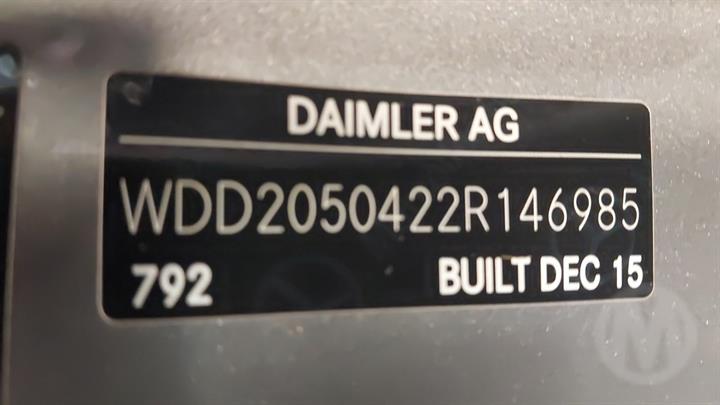 DAIMLER AG
WDD2050422R146985
792 BUILT DEC 15
M